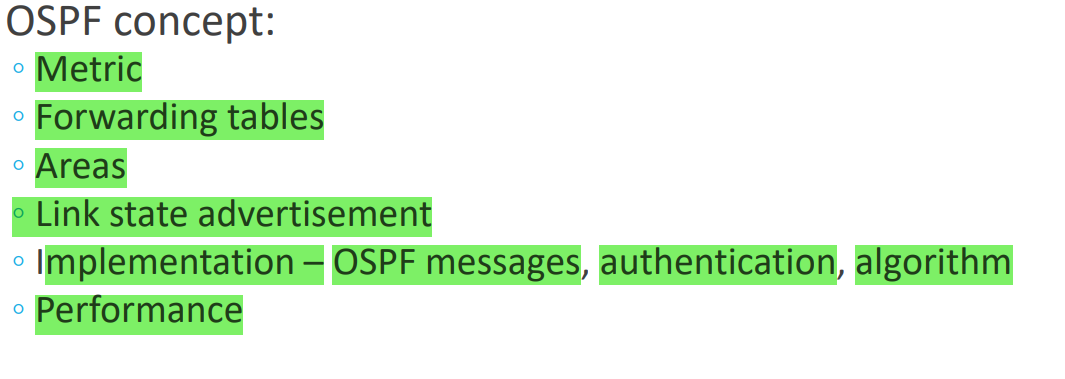 OSPF concept:
◦ Metric
◦ Forwarding tables
◦ Areas
◦ Link state advertisement
◦ Implementation – OSPF messages, authentication, algorithm
◦ Performance